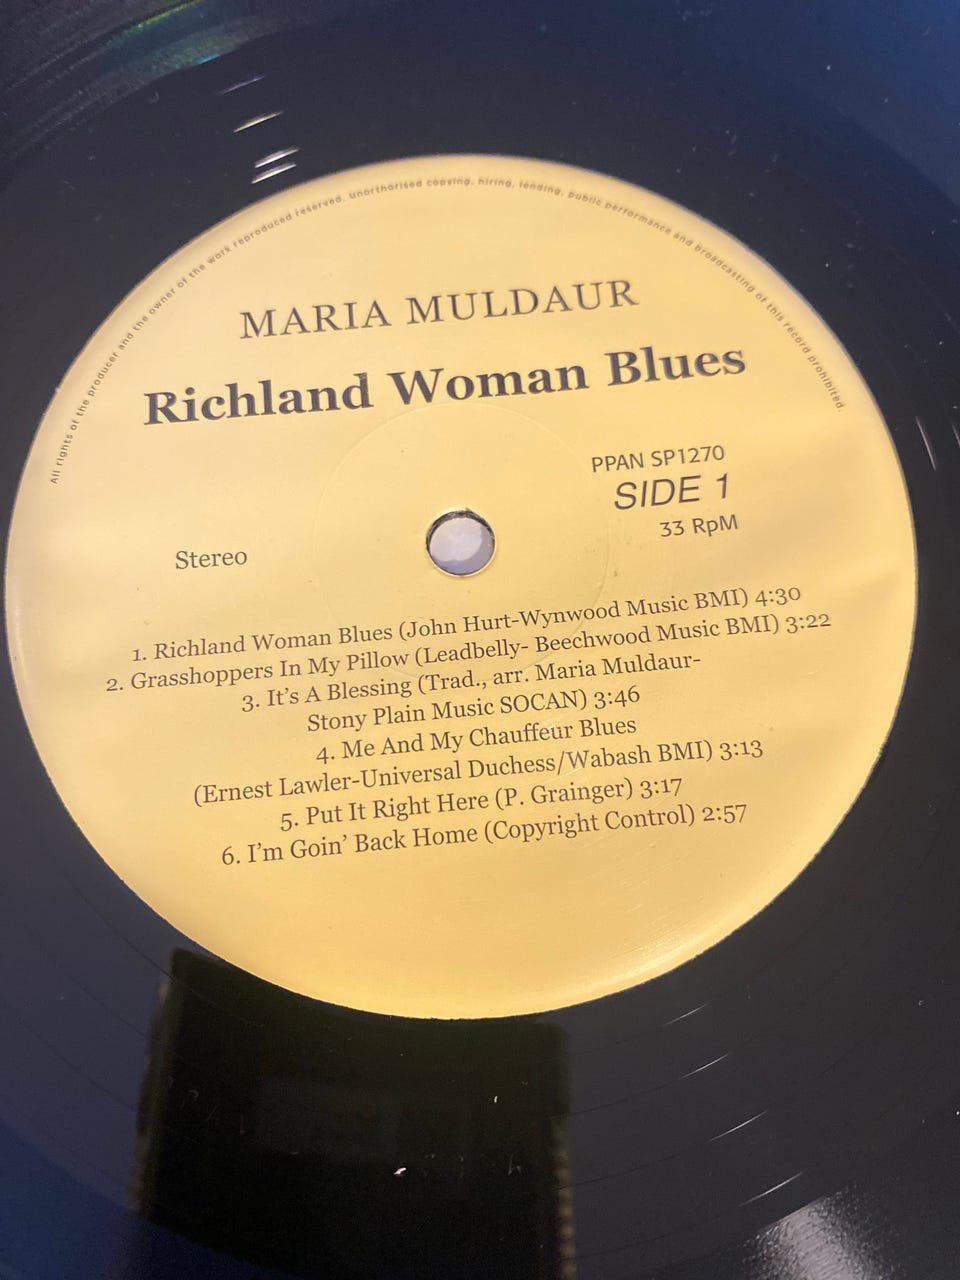 All rights of the producer and the owner of the work reproduced reserved. Unorthorised copying, hiring, lending, public performance and broadcasting of this record prohibited.
MARIA MULDAUR
Richland Woman Blues
PPAN SP1270
SIDE 1
33 RpM
Stereo
1. Richland Woman Blues (John Hurt-Wynwood Music BMI) 4:30
2. Grasshoppers In My Pillow (Leadbelly- Beechwood Music BMI) 3:22
3. It's A Blessing (Trad., arr. Maria Muldaur-
Stony Plain Music SOCAN) 3:46
4. Me And My Chauffeur Blues
(Ernest Lawler-Universal Duchess/Wabash BMI) 3:13
5. Put It Right Here (P. Grainger) 3:17
6. I'm Goin' Back Home (Copyright Control) 2:57